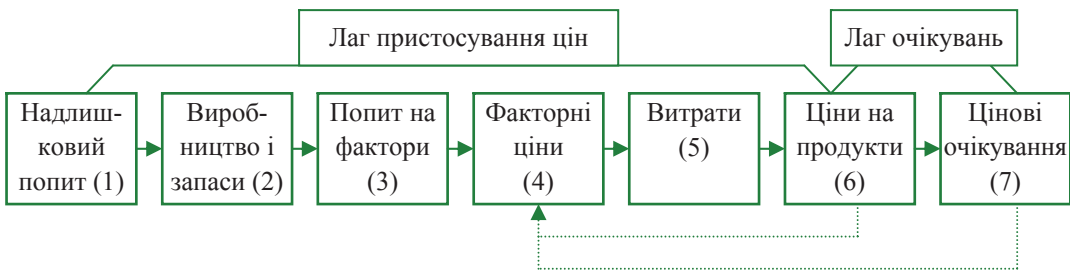 Лаг пристосування цін
Лаг очікувань
Надлиш-
ковий
попит (1)
Вироб-
ництво і
запаси (2)
Попит на
фактори
(3)
Факторні
ціни
(4)
Витрати
(5)
Ціни на
продукти
(6)
Цінові
очікування
(7)